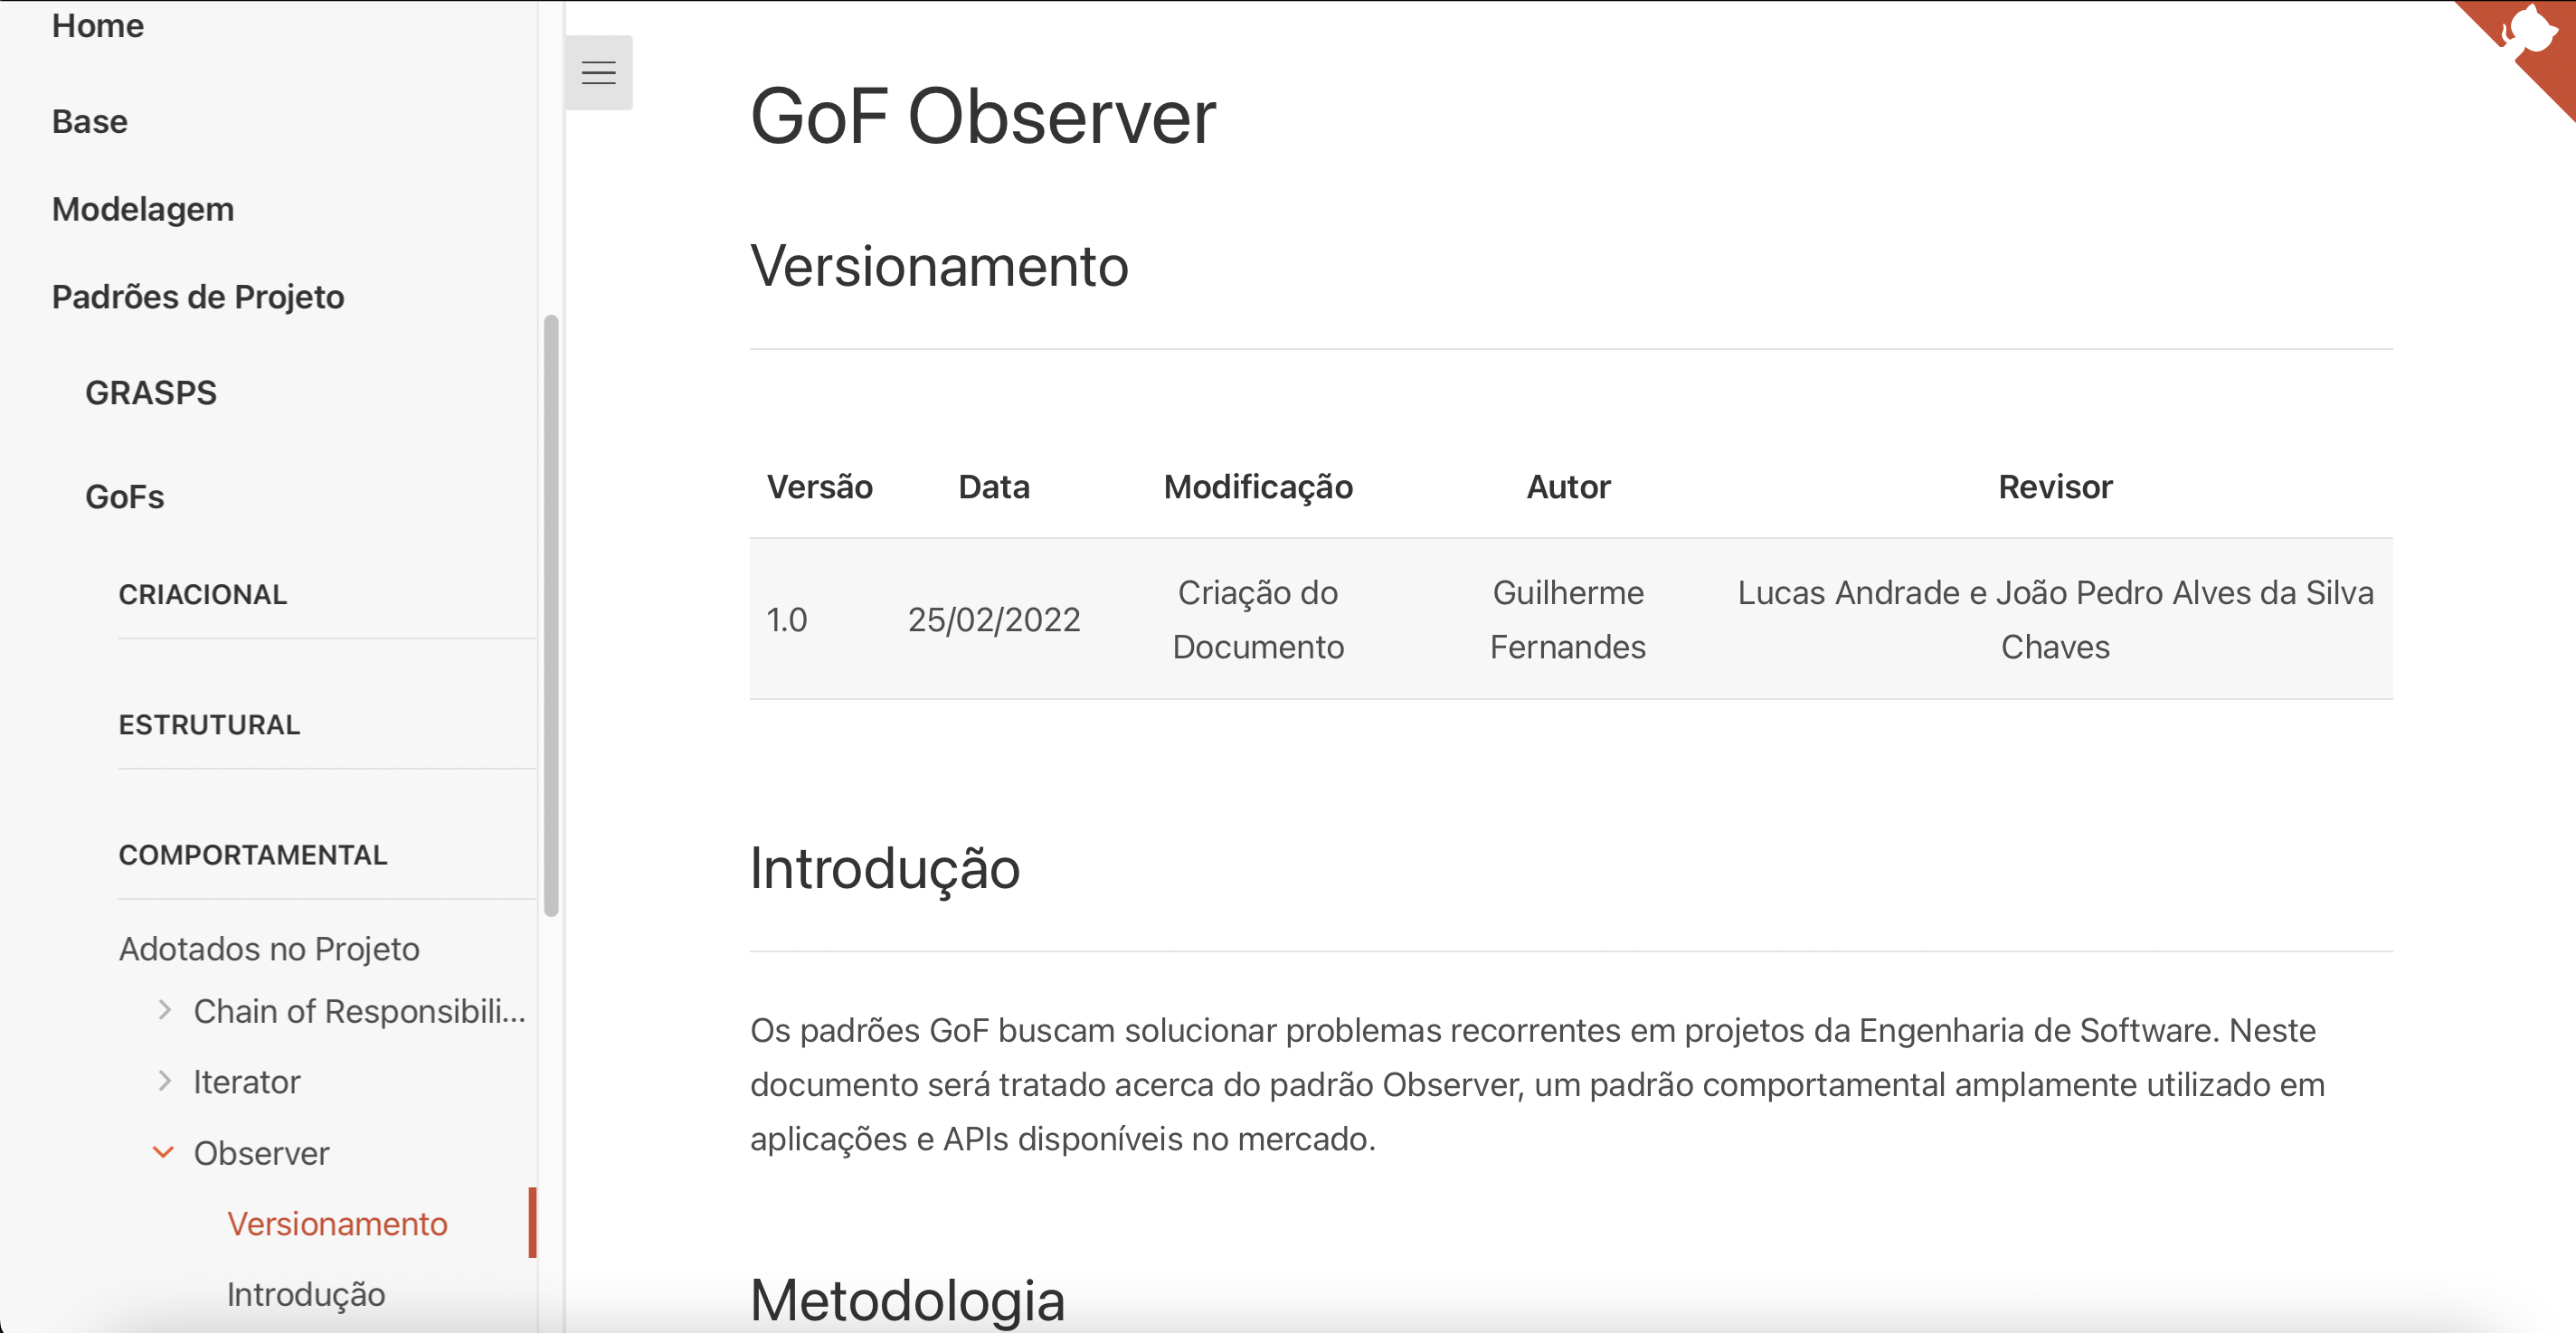 Home
Base
Modelagem
Padrões de Projeto
GRASPS
GoFs
CRIACIONAL
ESTRUTURAL
COMPORTAMENTAL
Adotados no Projeto
Chain of Responsibili...
Iterator
Observer
Versionamento
Introdução
GoF Observer
Versionamento
Versão Data Modificação Autor Revisor
1.0 25/02/2022 Criação do Documento Guilherme Fernandes Lucas Andrade e João Pedro Alves da Silva Chaves
Introdução
Os padrões GoF buscam solucionar problemas recorrentes em projetos da Engenharia de Software. Neste
documento será tratado acerca do padrão Observer, um padrão comportamental amplamente utilizado em
aplicações e APIs disponíveis no mercado.
Metodologia